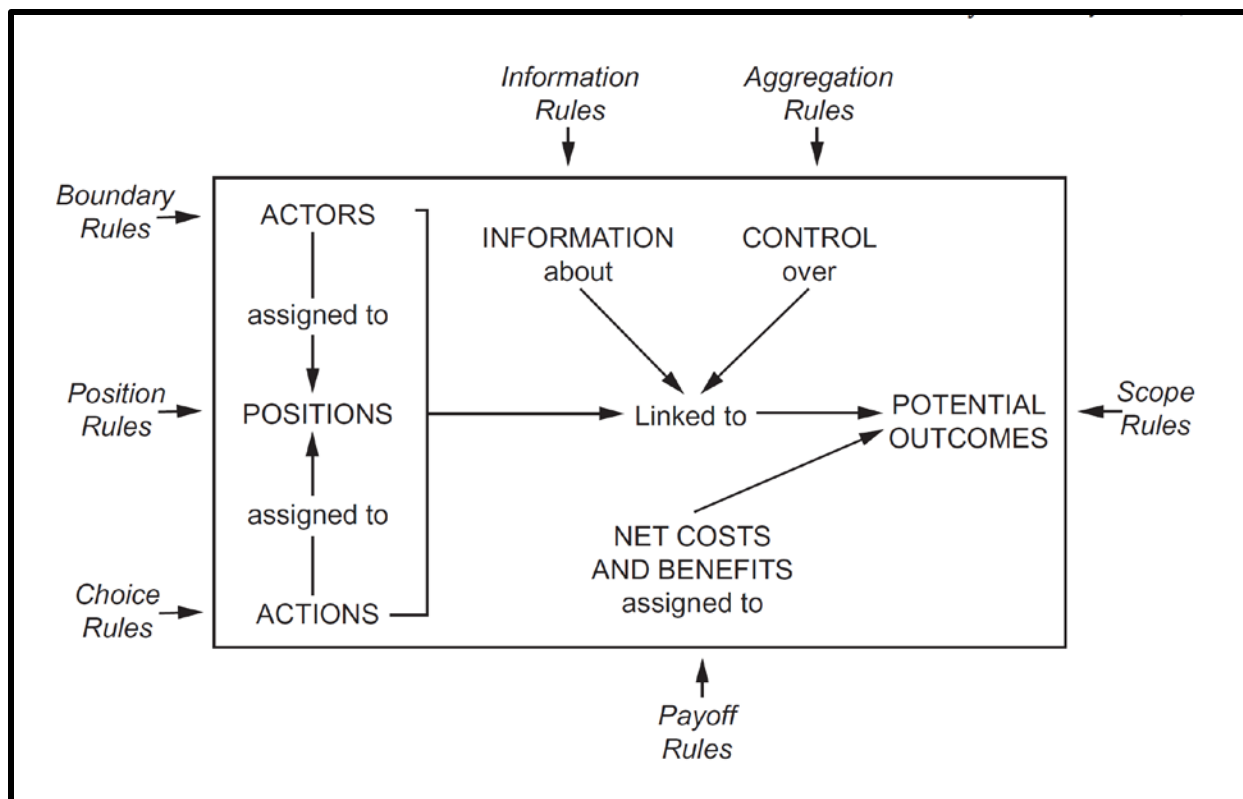 Information
Rules
Aggregation
Rules
Boundary
Rules
ACTORS
INFORMATION
about
CONTROL
over
assigned to
Position
Rules
POSITIONS
Linked to
POTENTIAL
OUTCOMES
Scope
Rules
assigned to
NET COSTS
AND BENEFITS
assigned to
Choice
Rules
ACTIONS
Payoff
Rules